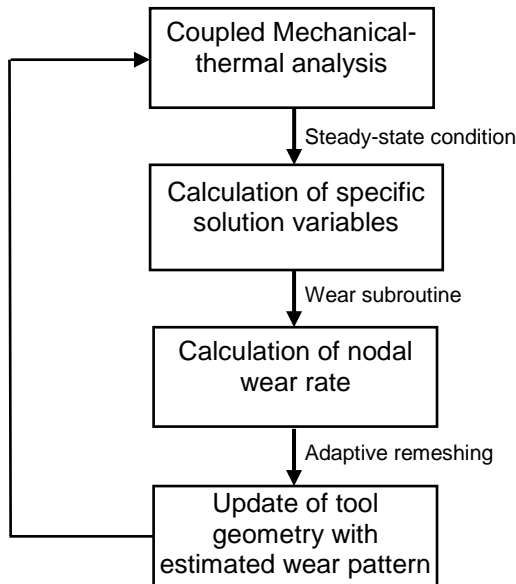 Coupled Mechanical-
thermal analysis
Steady-state condition
Calculation of specific
solution variables
Wear subroutine
Calculation of nodal
wear rate
Adaptive remeshing
Update of tool
geometry with
estimated wear pattern